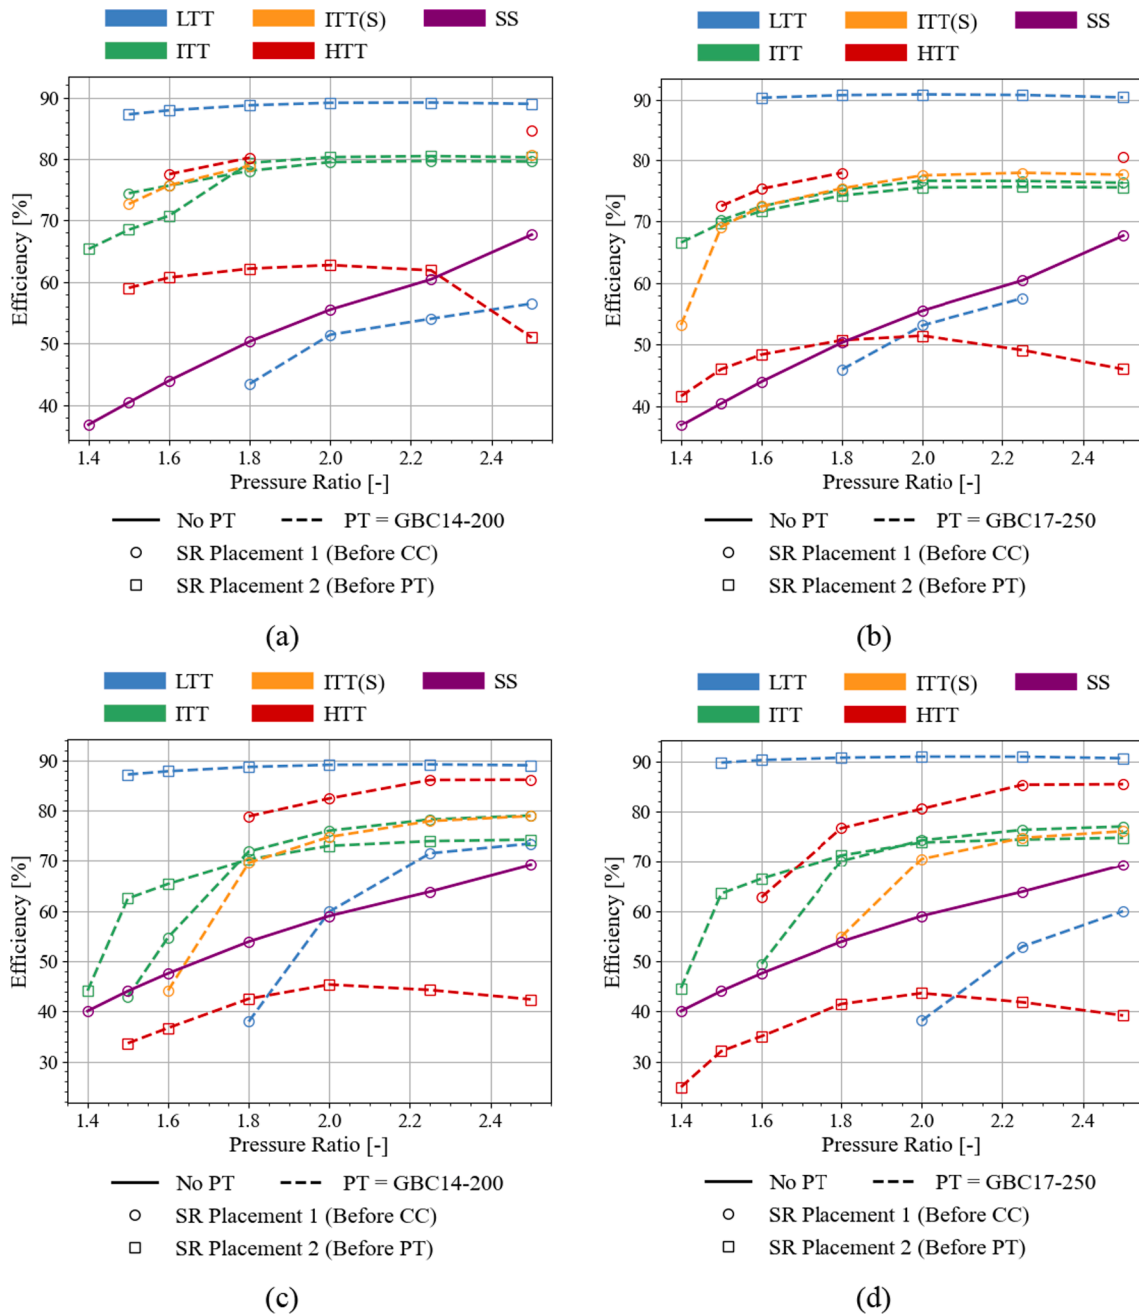 LTT ITT(S) SS
ITT HTT
Efficiency [%]
90
80
70
60
50
40
1.4 1.6 1.8 2.0 2.2 2.4
Pressure Ratio [-]
No PT PT = GBC14-200
SR Placement 1 (Before CC)
SR Placement 2 (Before PT)
(a)
LTT ITT(S) SS
ITT HTT
Efficiency [%]
90
80
70
60
50
40
1.4 1.6 1.8 2.0 2.2 2.4
Pressure Ratio [-]
No PT PT = GBC17-250
SR Placement 1 (Before CC)
SR Placement 2 (Before PT)
(b)
LTT ITT(S) SS
ITT HTT
Efficiency [%]
90
80
70
60
50
40
30
1.4 1.6 1.8 2.0 2.2 2.4
Pressure Ratio [-]
No PT PT = GBC14-200
SR Placement 1 (Before CC)
SR Placement 2 (Before PT)
(c)
LTT ITT(S) SS
ITT HTT
Efficiency [%]
90
80
70
60
50
40
30
1.4 1.6 1.8 2.0 2.2 2.4
Pressure Ratio [-]
No PT PT = GBC17-250
SR Placement 1 (Before CC)
SR Placement 2 (Before PT)
(d)